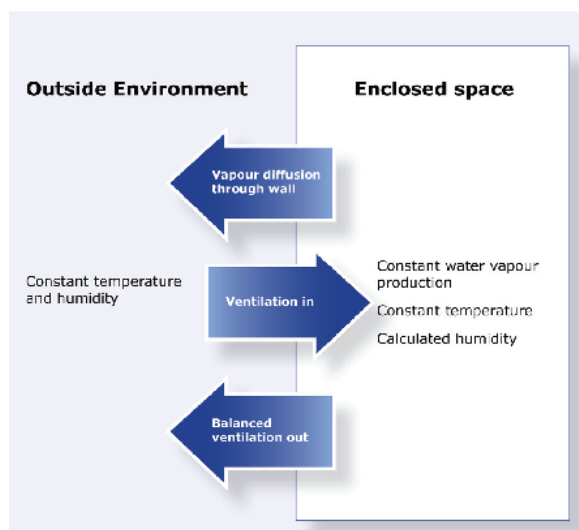 Outside Environment
Enclosed space
Vapour diffusion
through wall
Constant temperature
and humidity
Ventilation in
Constant water vapour
production
Constant temperature
Calculated humidity
Balanced
ventilation out